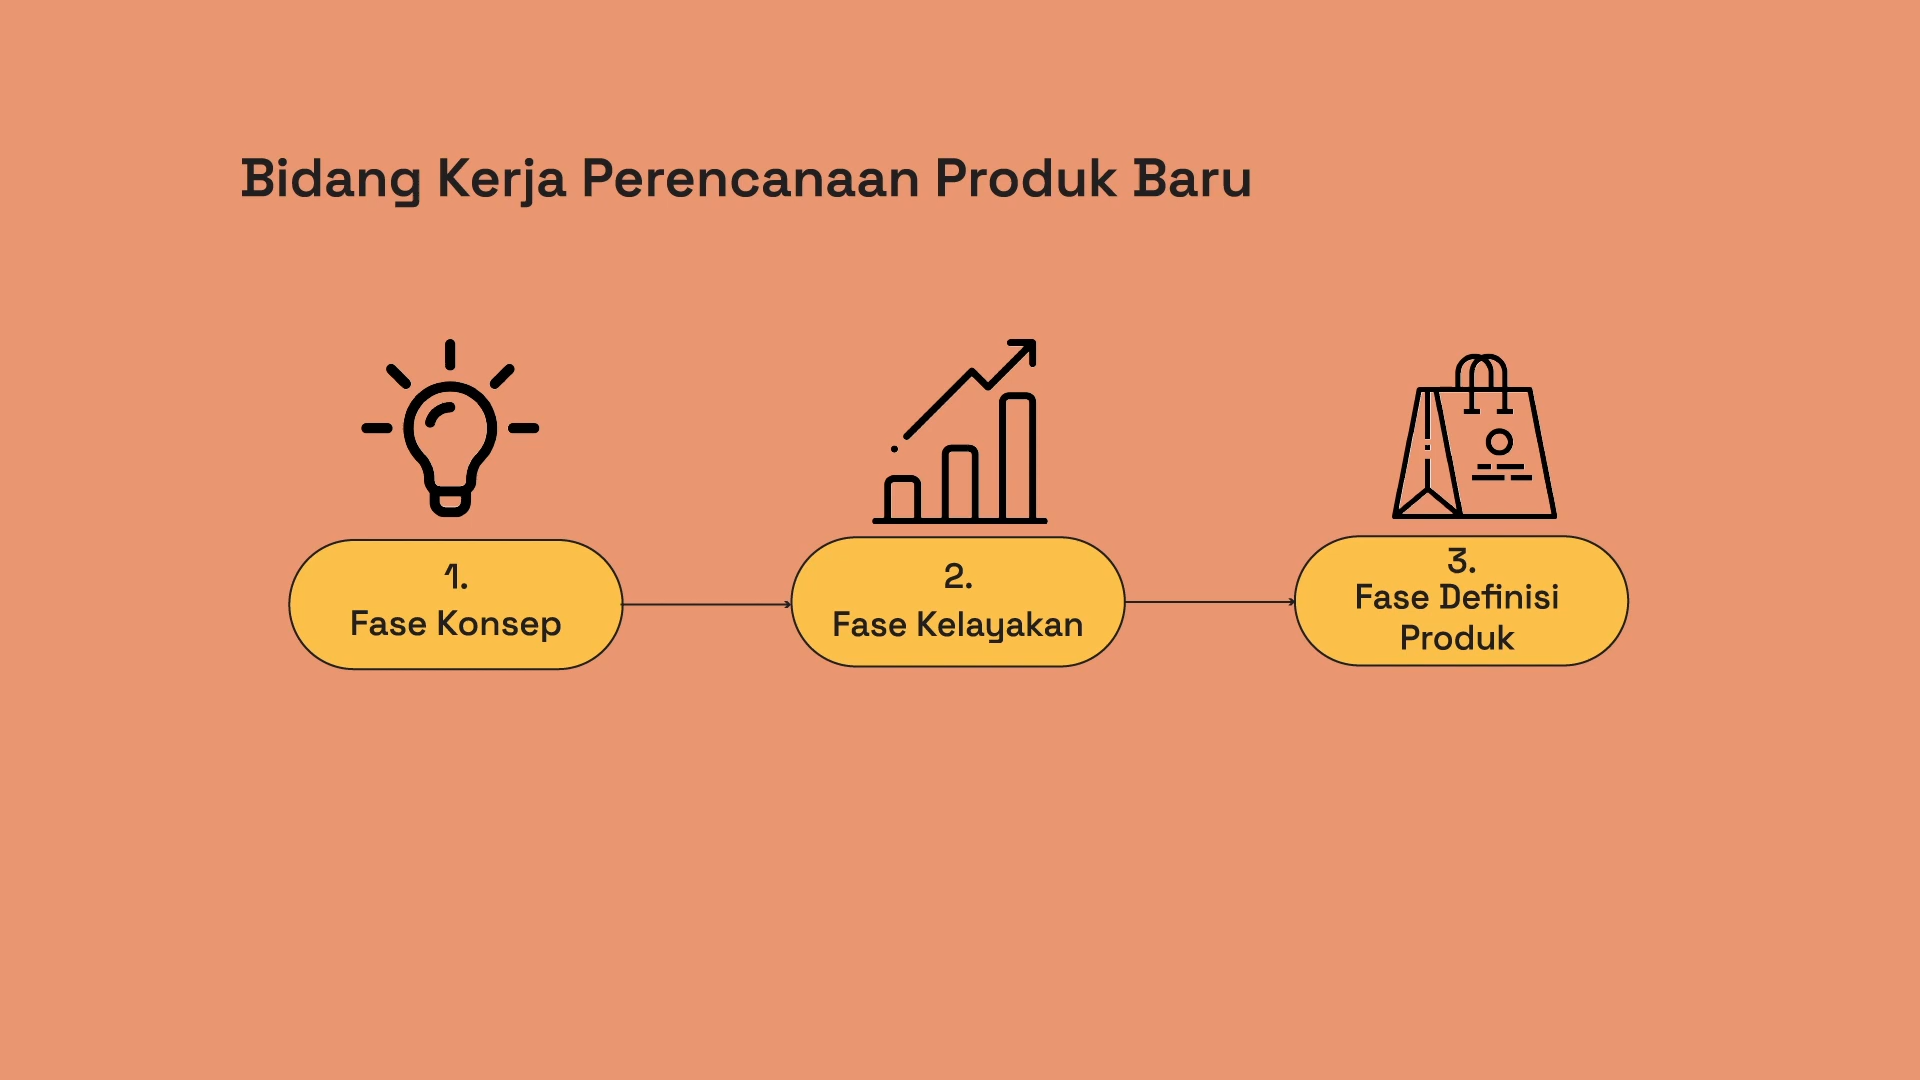 Bidang Kerja Perencanaan Produk Baru
1.
Fase Konsep
2.
Fase Kelayakan
3.
Fase Definisi
Produk